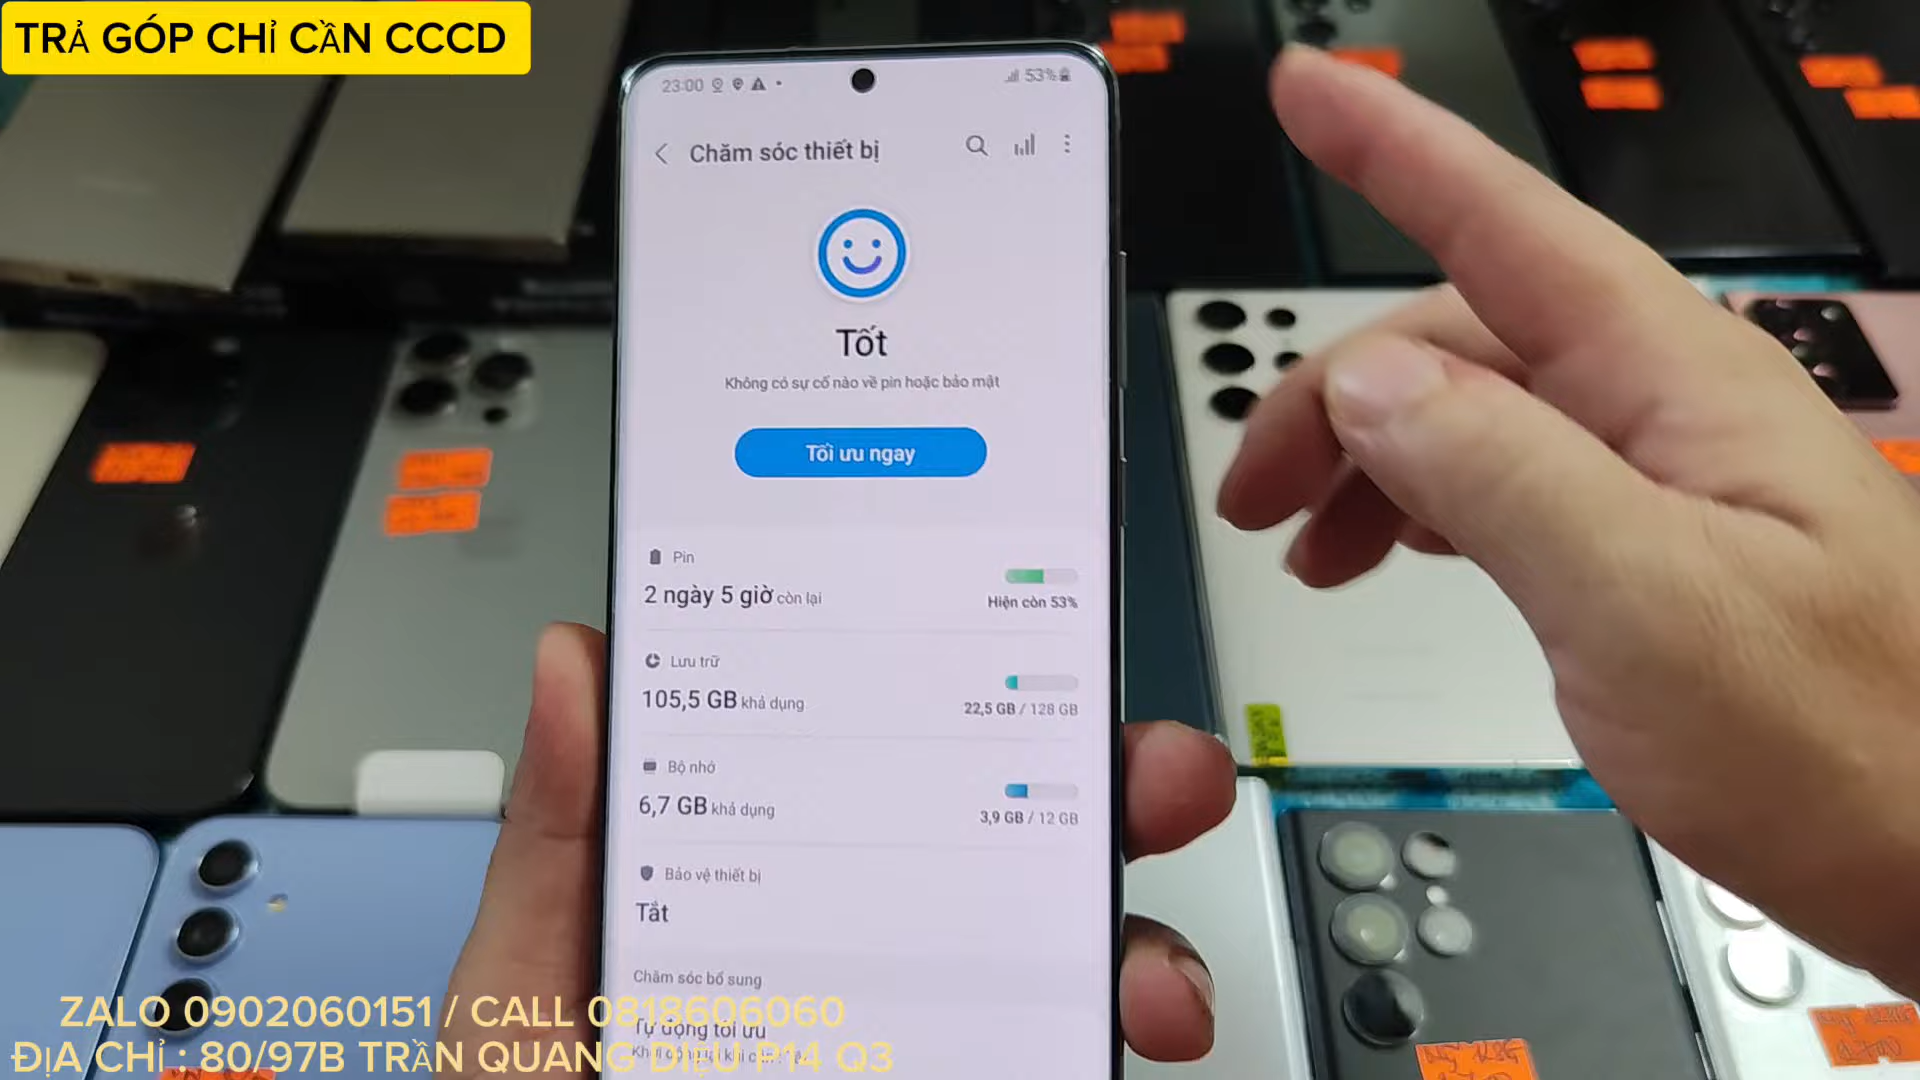 TRẢ GÓP CHỈ CẦN CCCD
23:00
53%
Chăm sóc thiết bị
Tốt
Không có sự cố nào về pin hoặc bảo mật
Tối ưu ngay
Pin
2 ngày 5 giờ còn lại
Hiện còn 53%
Lưu trữ
105,5 GB khả dụng
22,5 GB / 128 GB
Bộ nhớ
6,7 GB khả dụng
3,9 GB / 12 GB
Bảo vệ thiết bị
Tắt
Chăm sóc bổ sung
Tự động tối ưu
ZALO 0902060151 / CALL 0818606060
ĐỊA CHỈ : 80/97B TRẦN QUANG DIỆU P14 Q3